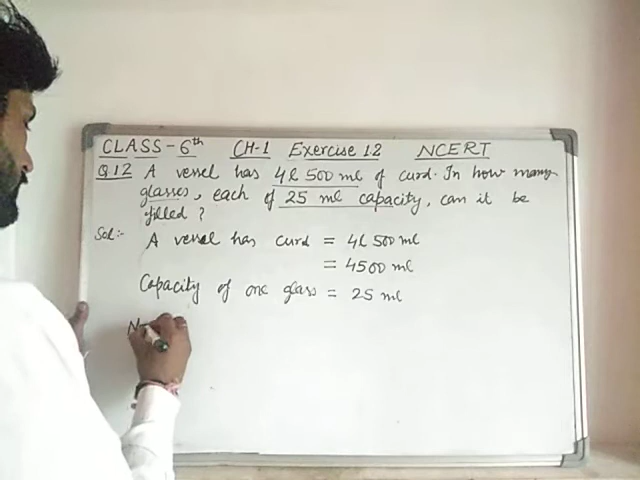 CLASS-6th CH-1 Exercise 1.2 NCERT
Q.12 A vessel has 4l 500 ml of curd. In how many
glasses, each of 25 ml capacity, can it be
filled?
Sol:- A vessel has curd = 4l 500 ml
= 4500 ml
Capacity of one glass = 25 ml
N